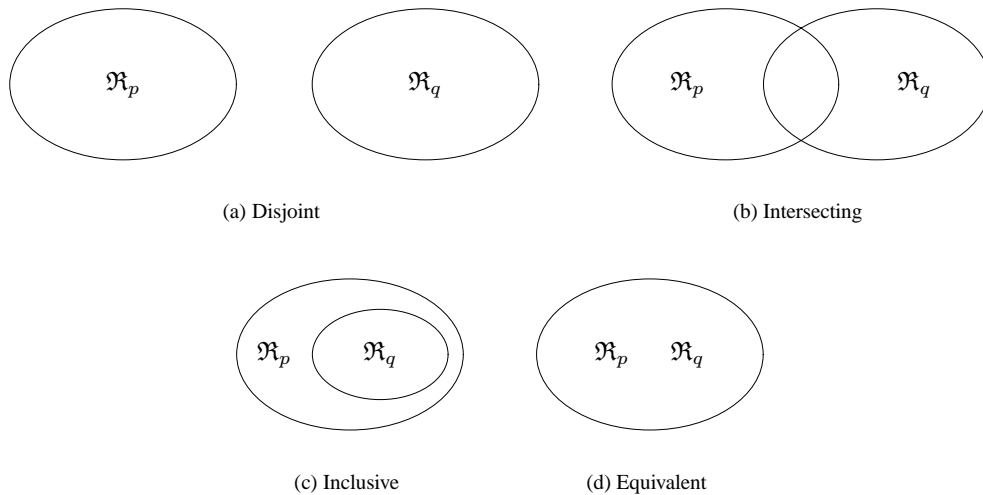 ℜp ℜq ℜp ℜq
(a) Disjoint (b) Intersecting
ℜp ℜq ℜp ℜq
(c) Inclusive (d) Equivalent